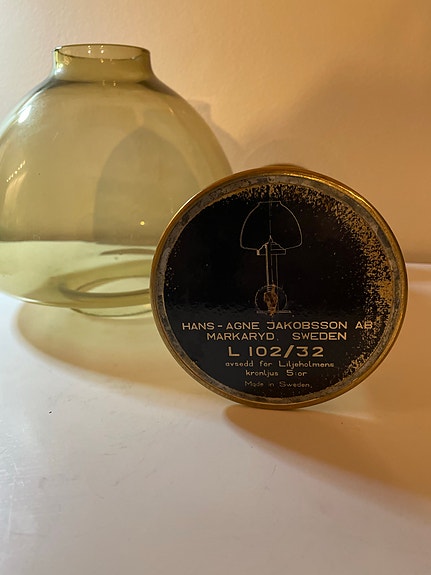 HANS-AGNE JAKOBSSON AB
MARKARYD, SWEDEN
L 102/32
avsedd för Liljeholmens
kronljus 5:or
Made in Sweden.